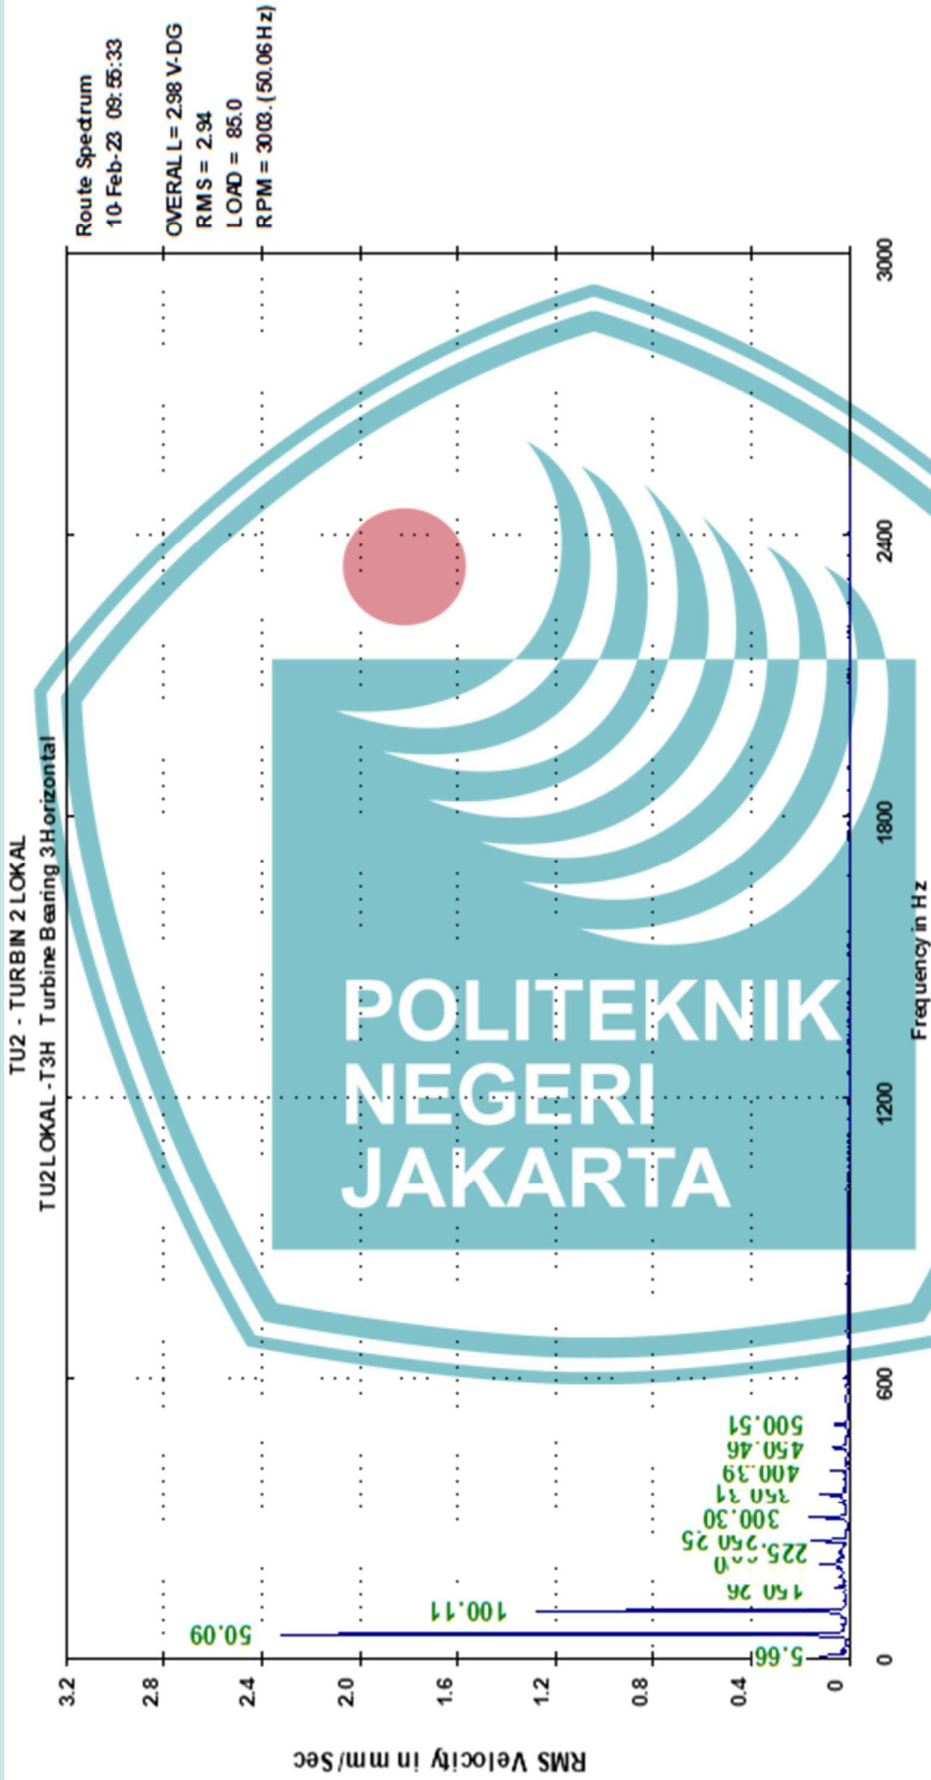 TU2 - TURBIN 2 LOKAL
TU2LOKAL -T3H Turbine Bearing 3 Horizontal
Route Spectrum
10-Feb-23 09:55:33
OVERALL= 2.98 V-DG
RMS = 2.94
LOAD = 85.0
RPM = 3003. (50.06 Hz)
RMS Velocity in mm/Sec
3.2
2.8
2.4
2.0
1.6
1.2
0.8
0.4
0
5.66
50.09
100.11
150.26
225.
250.25
300.30
350.31
400.39
450.46
500.51
POLITEKNIK
NEGERI
JAKARTA
0
600
1200
1800
2400
3000
Frequency in Hz